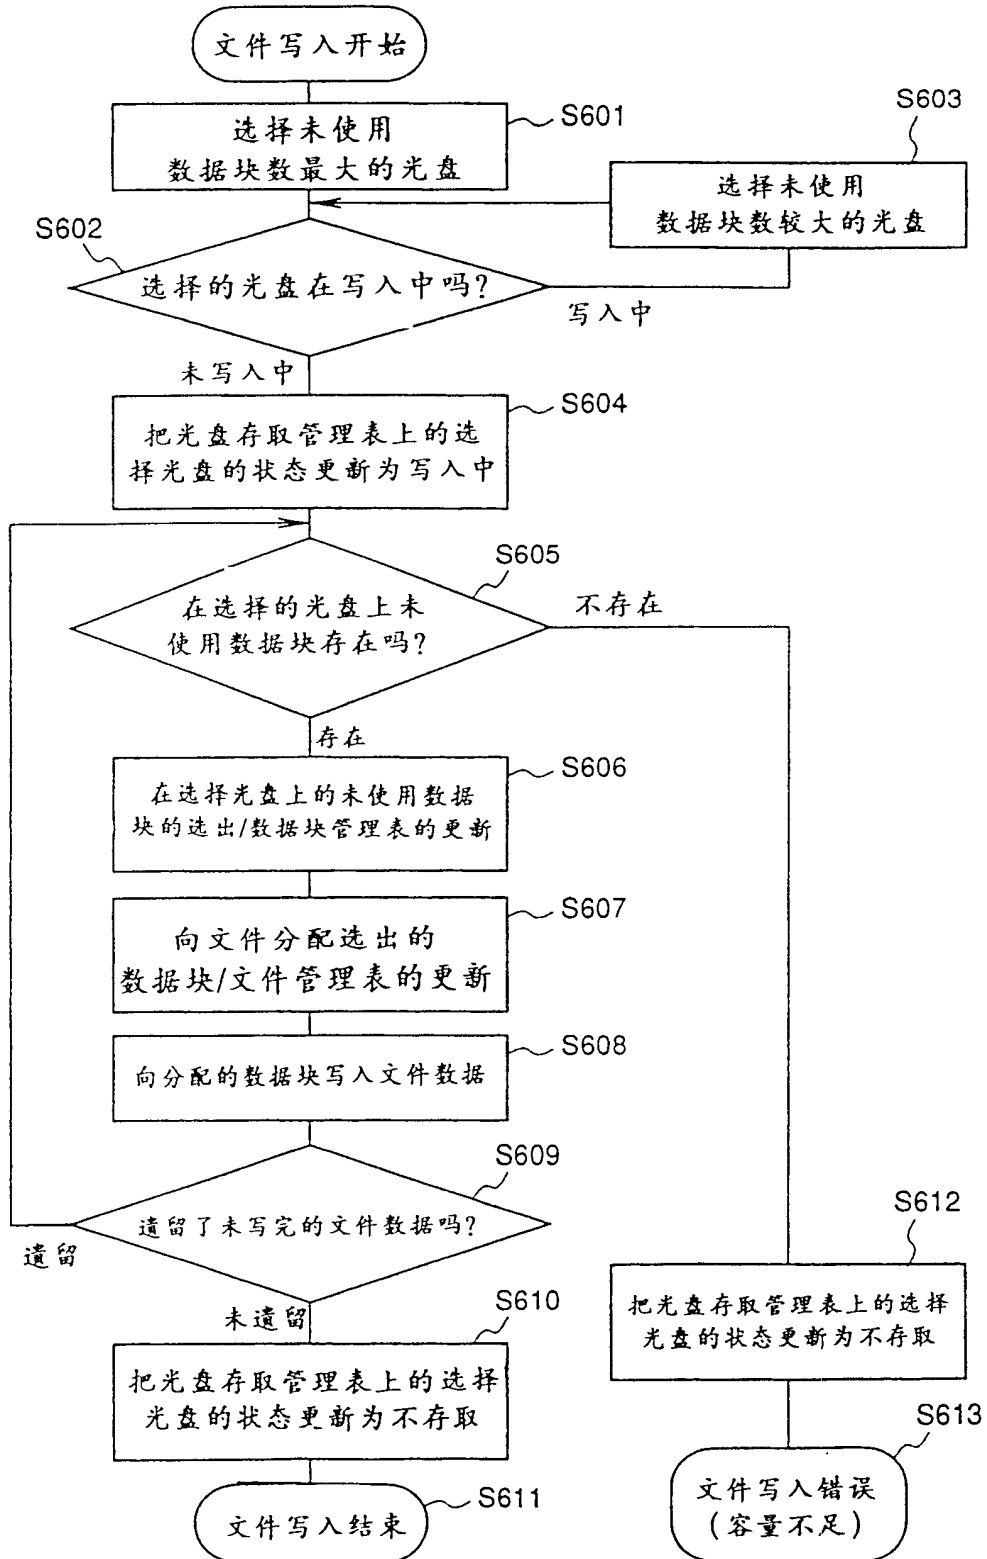 文件写入开始
S601
选择未使用
数据块数最大的光盘
S603
选择未使用
数据块数较大的光盘
S602
选择的光盘在写入中吗?
写入中
未写入中
S604
把光盘存取管理表上的选
择光盘的状态更新为写入中
S605
在选择的光盘上未
使用数据块存在吗?
不存在
存在
S606
在选择光盘上的未使用数据
块的选出/数据块管理表的更新
S607
向文件分配选出的
数据块/文件管理表的更新
S608
向分配的数据块写入文件数据
S609
遗留了未写完的文件数据吗?
遗留
未遗留
S610
把光盘存取管理表上的选择
光盘的状态更新为不存取
S611
文件写入结束
S612
把光盘存取管理表上的选择
光盘的状态更新为不存取
S613
文件写入错误
(容量不足)